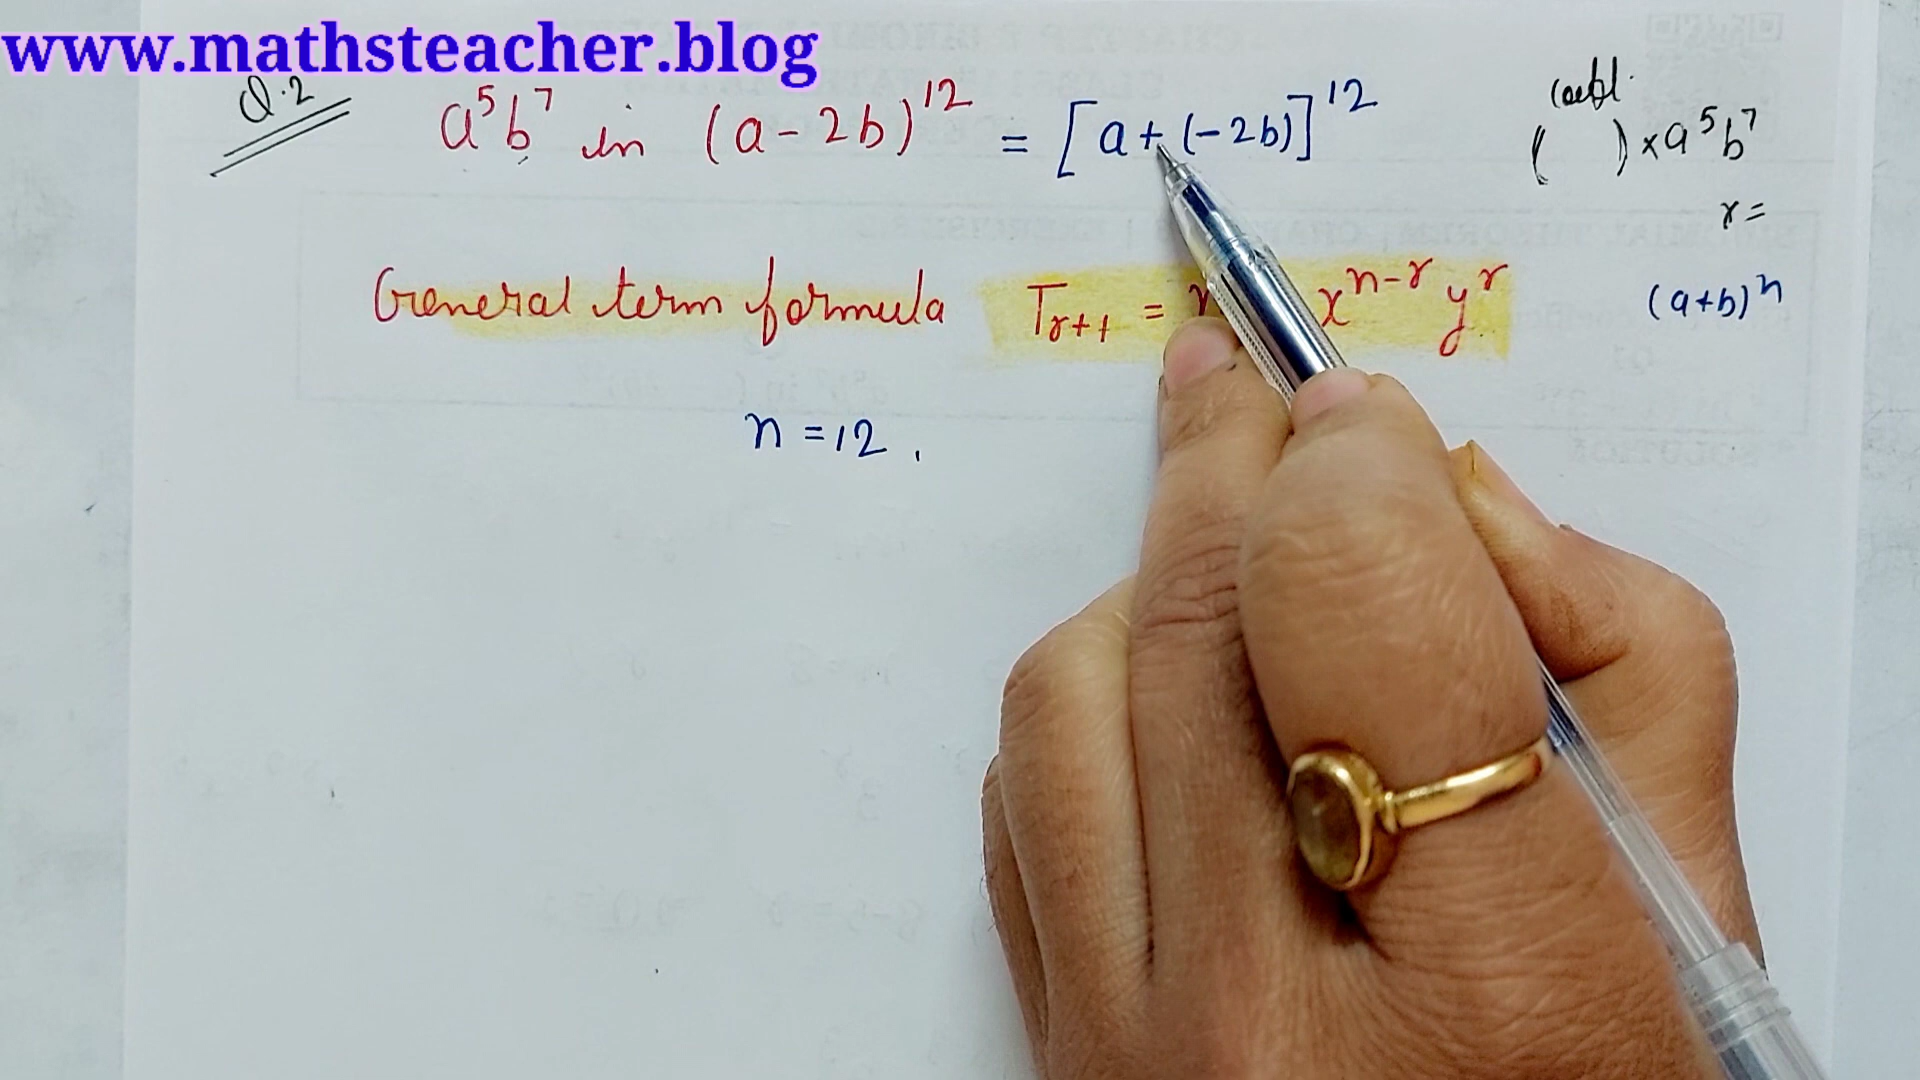 www.mathsteacher.blog
Q.2 a⁵b⁷ in (a-2b)¹² = [a+(-2b)]¹²
( )×a⁵b⁷
r=
General term formula Tr+1 = xⁿ⁻ʳ yʳ
(a+b)ⁿ
n=12.